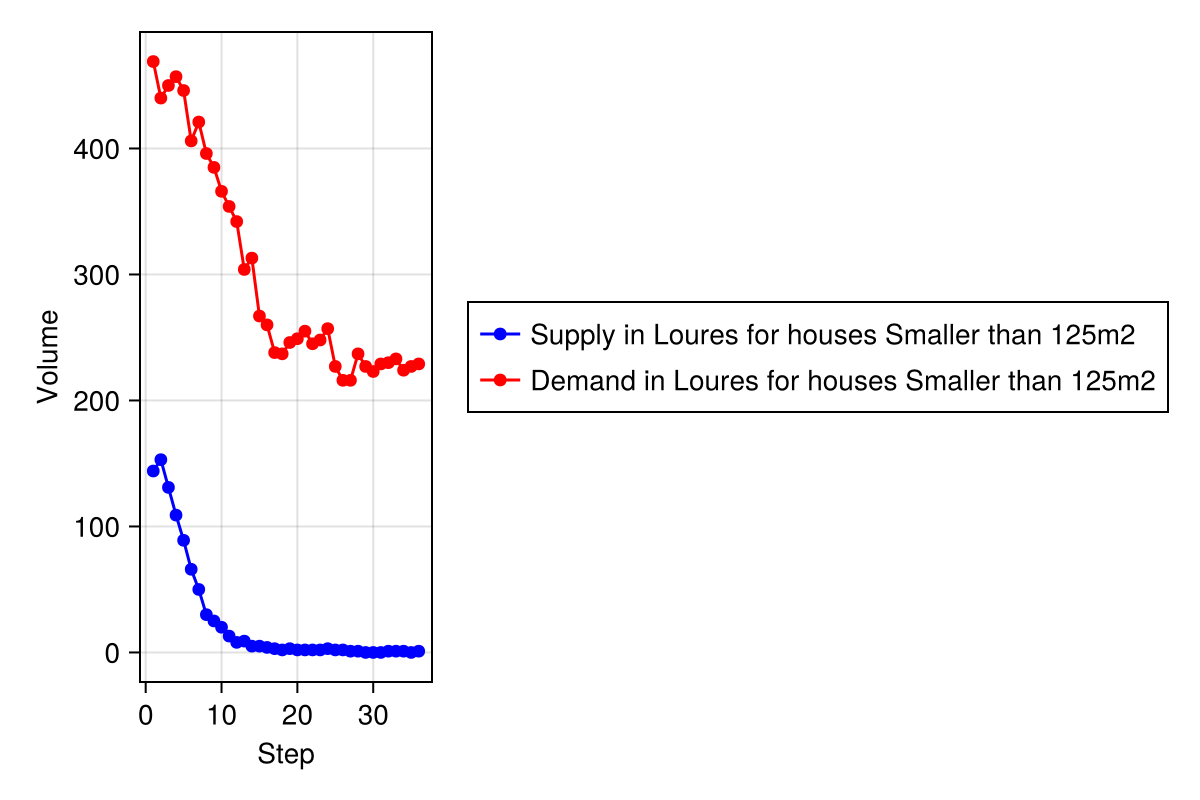 400
300
200
100
0
Volume
0 10 20 30
Step
Supply in Loures for houses Smaller than 125m2
Demand in Loures for houses Smaller than 125m2